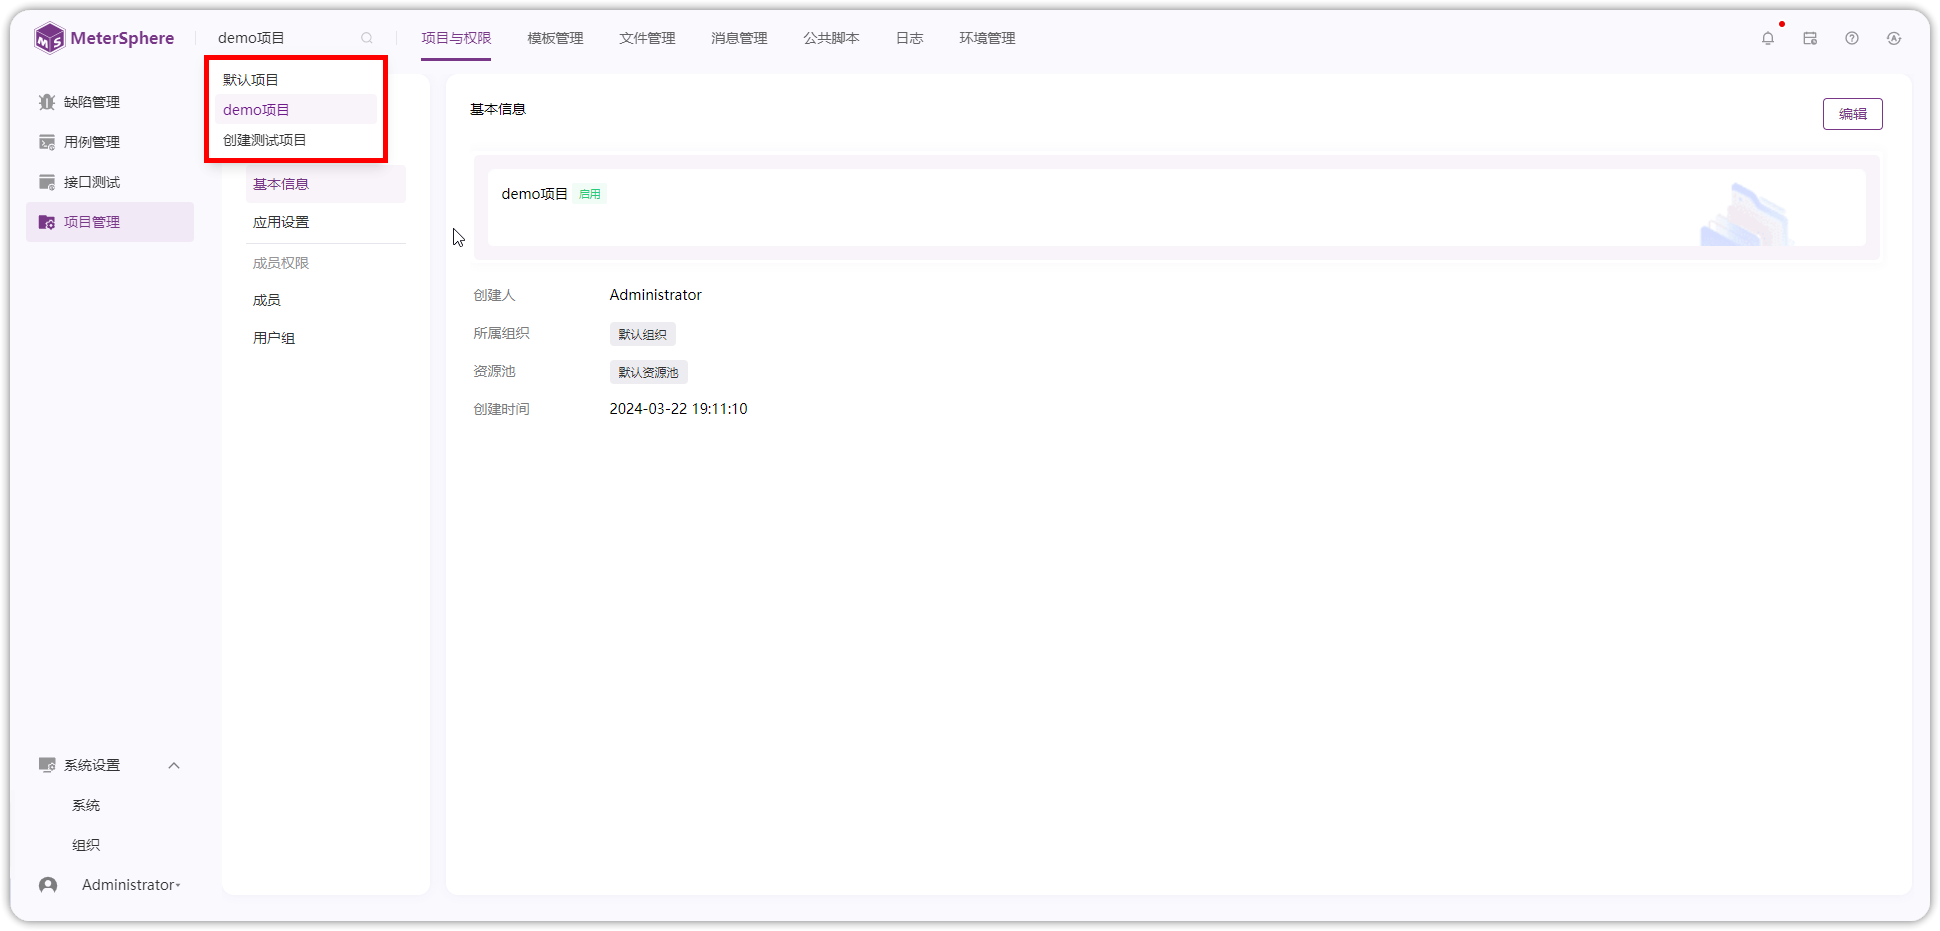 MeterSphere
demo项目
项目与权限
模板管理
文件管理
消息管理
公共脚本
日志
环境管理
默认项目
demo项目
创建测试项目
缺陷管理
用例管理
接口测试
项目管理
基本信息
应用设置
成员权限
成员
用户组
基本信息
编辑
demo项目 启用
创建人 Administrator
所属组织 默认组织
资源池 默认资源池
创建时间 2024-03-22 19:11:10
系统设置
系统
组织
Administrator